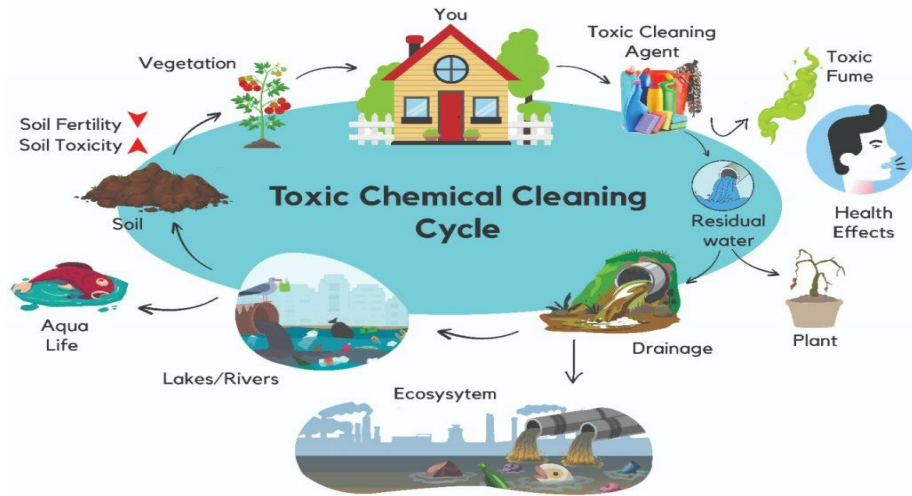 You
Toxic Cleaning
Agent
Toxic
Fume
Vegetation
Soil Fertility
Soil Toxicity
Toxic Chemical Cleaning
Cycle
Residual
water
Health
Effects
Soil
Aqua
Life
Lakes/Rivers
Drainage
Plant
Ecosysytem